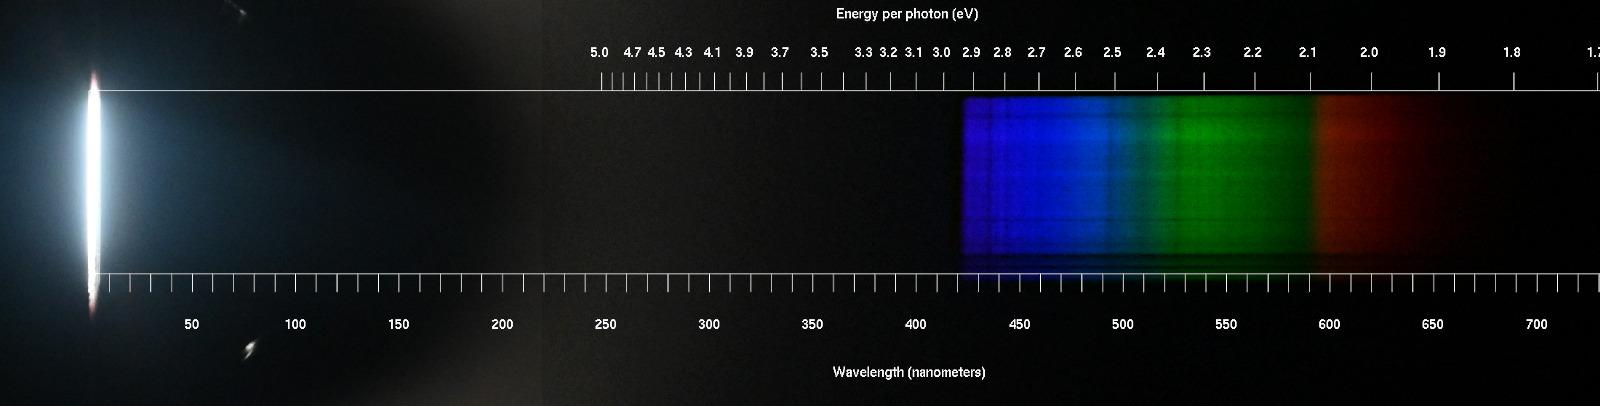 Energy per photon (eV)
5.0 4.7 4.5 4.3 4.1 3.9 3.7 3.5 3.3 3.2 3.1 3.0 2.9 2.8 2.7 2.6 2.5 2.4 2.3 2.2 2.1 2.0 1.9 1.8 1.7
50 100 150 200 250 300 350 400 450 500 550 600 650 700
Wavelength (nanometers)